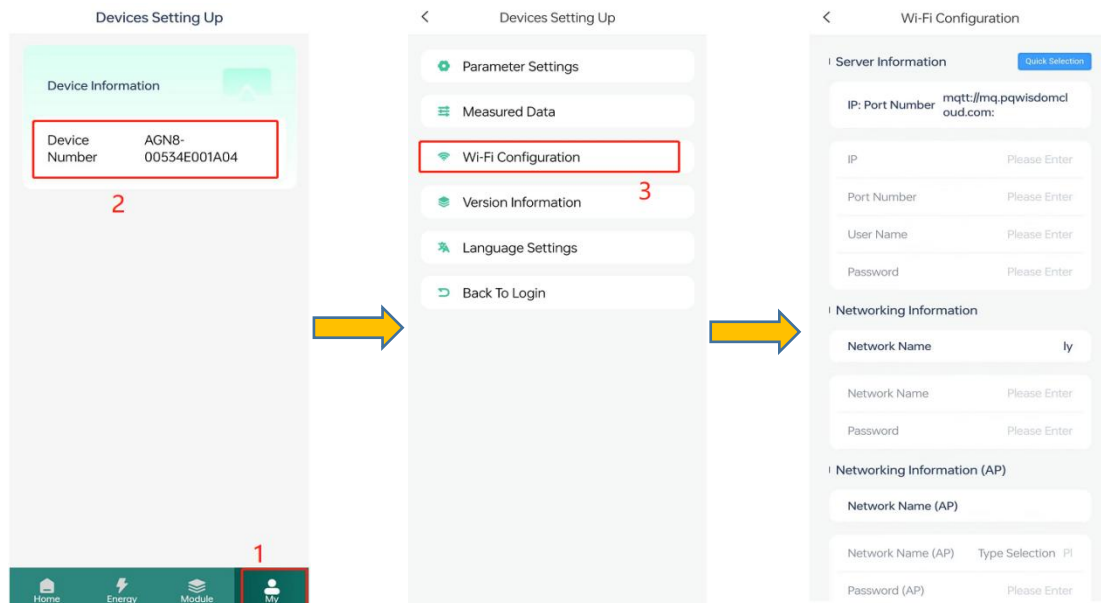 Devices Setting Up
Device Information
Device Number
AGN8-
00534E001A04
2
1
Home
Energy
Module
My
Devices Setting Up
Parameter Settings
Measured Data
Wi-Fi Configuration
3
Version Information
Language Settings
Back To Login
Wi-Fi Configuration
Server Information
Quick Selection
IP: Port Number
mqtt://mq.pqwisdomcl
oud.com:
IP
Please Enter
Port Number
Please Enter
User Name
Please Enter
Password
Please Enter
Networking Information
Network Name
ly
Network Name
Please Enter
Password
Please Enter
Networking Information (AP)
Network Name (AP)
Network Name (AP)
Type Selection
Pl
Password (AP)
Please Enter